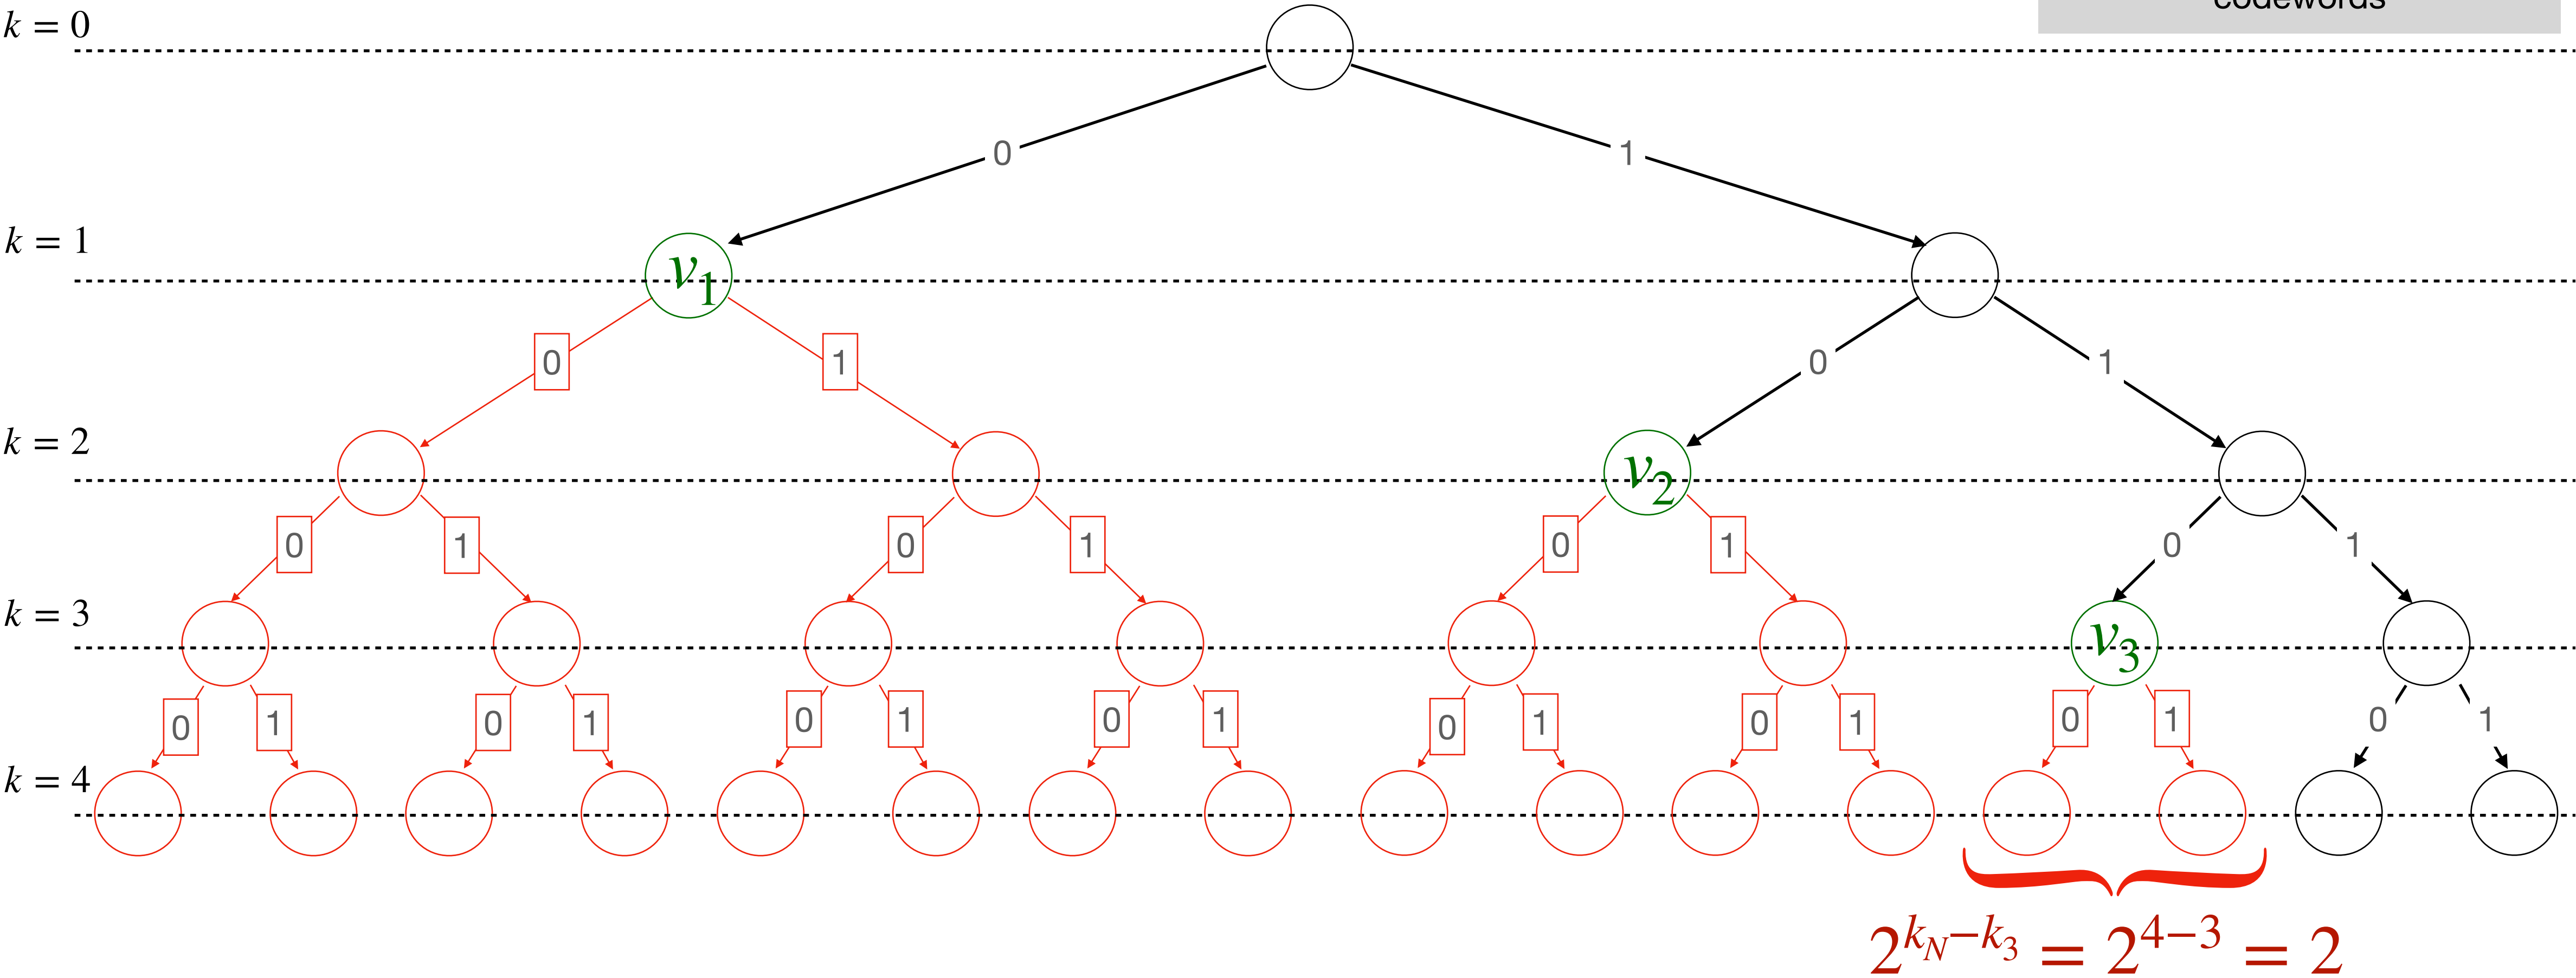 codewords
k = 0
0 1
k = 1
v₁
0 1 0 1
k = 2
v₂
0 1 0 1 0 1 0 1
k = 3
v₃
0 1 0 1 0 1 0 1 0 1 0 1 0 1 0 1
k = 4
2^{k_N−k_3} = 2^{4−3} = 2